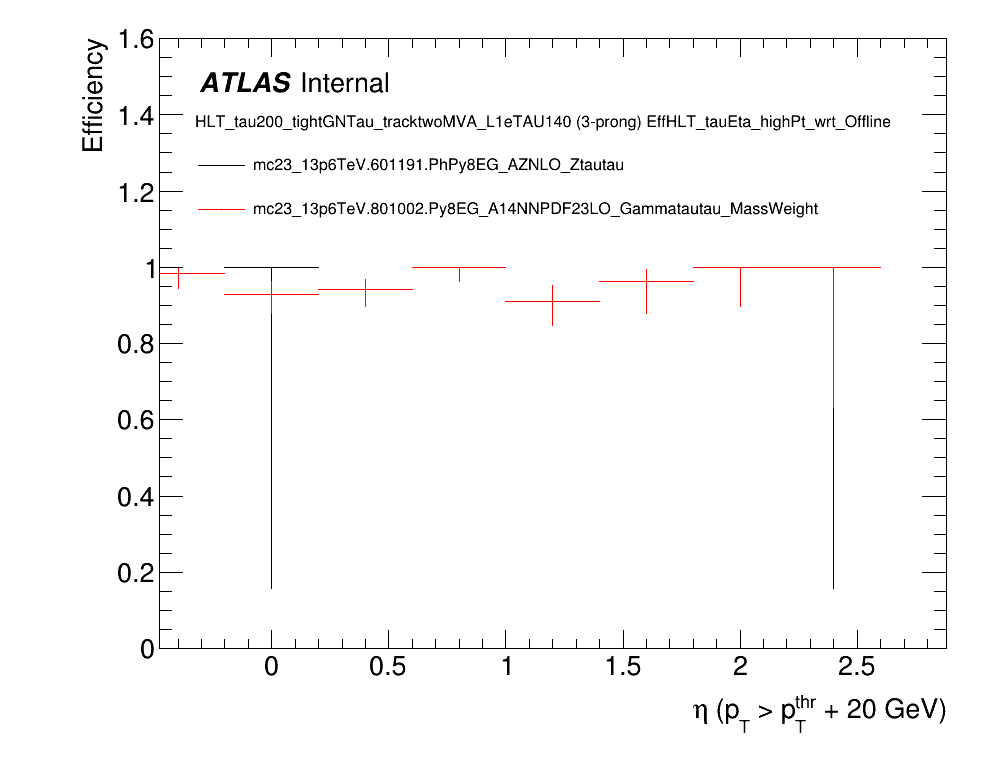 Efficiency
1.6
1.4
1.2
1
0.8
0.6
0.4
0.2
0
ATLAS Internal
HLT_tau200_tightGNTau_tracktwoMVA_L1eTAU140 (3-prong) EffHLT_tauEta_highPt_wrt_Offline
mc23_13p6TeV.601191.PhPy8EG_AZNLO_Ztautau
mc23_13p6TeV.801002.Py8EG_A14NNPDF23LO_Gammatautau_MassWeight
0 0.5 1 1.5 2 2.5
η (p_T > p_T^thr + 20 GeV)